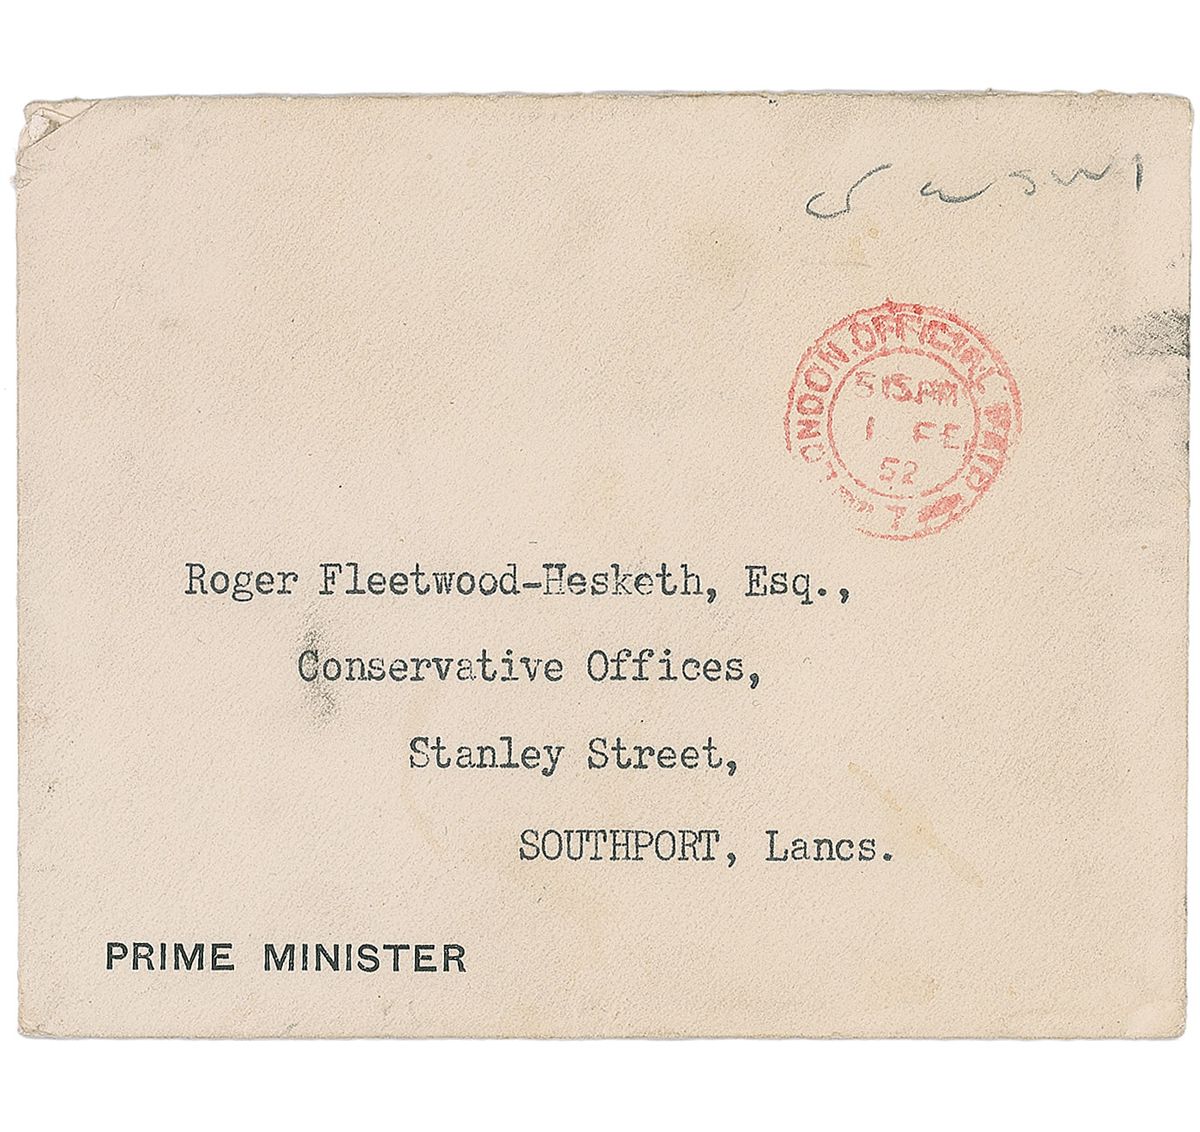 LONDON. OFFICIAL PAID
5 15 PM
1 FE
52
Roger Fleetwood-Hesketh, Esq.,
Conservative Offices,
Stanley Street,
SOUTHPORT, Lancs.
PRIME MINISTER